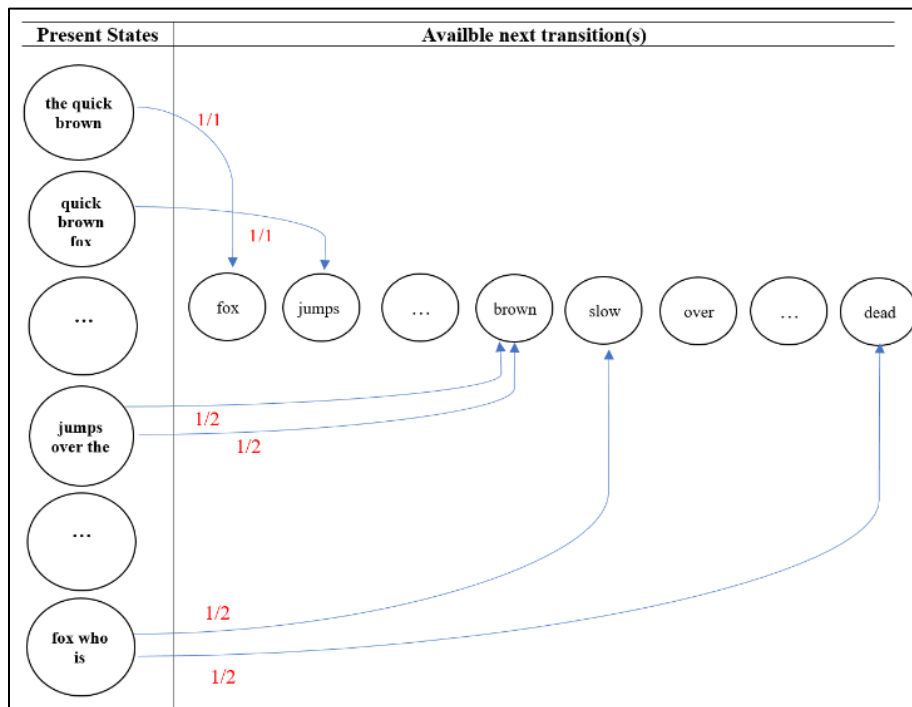 Present States
Availble next transition(s)
the quick
brown
1/1
quick
brown
fox
1/1
...
fox
jumps
...
brown
slow
over
...
dead
jumps
over the
1/2
1/2
...
fox who
is
1/2
1/2